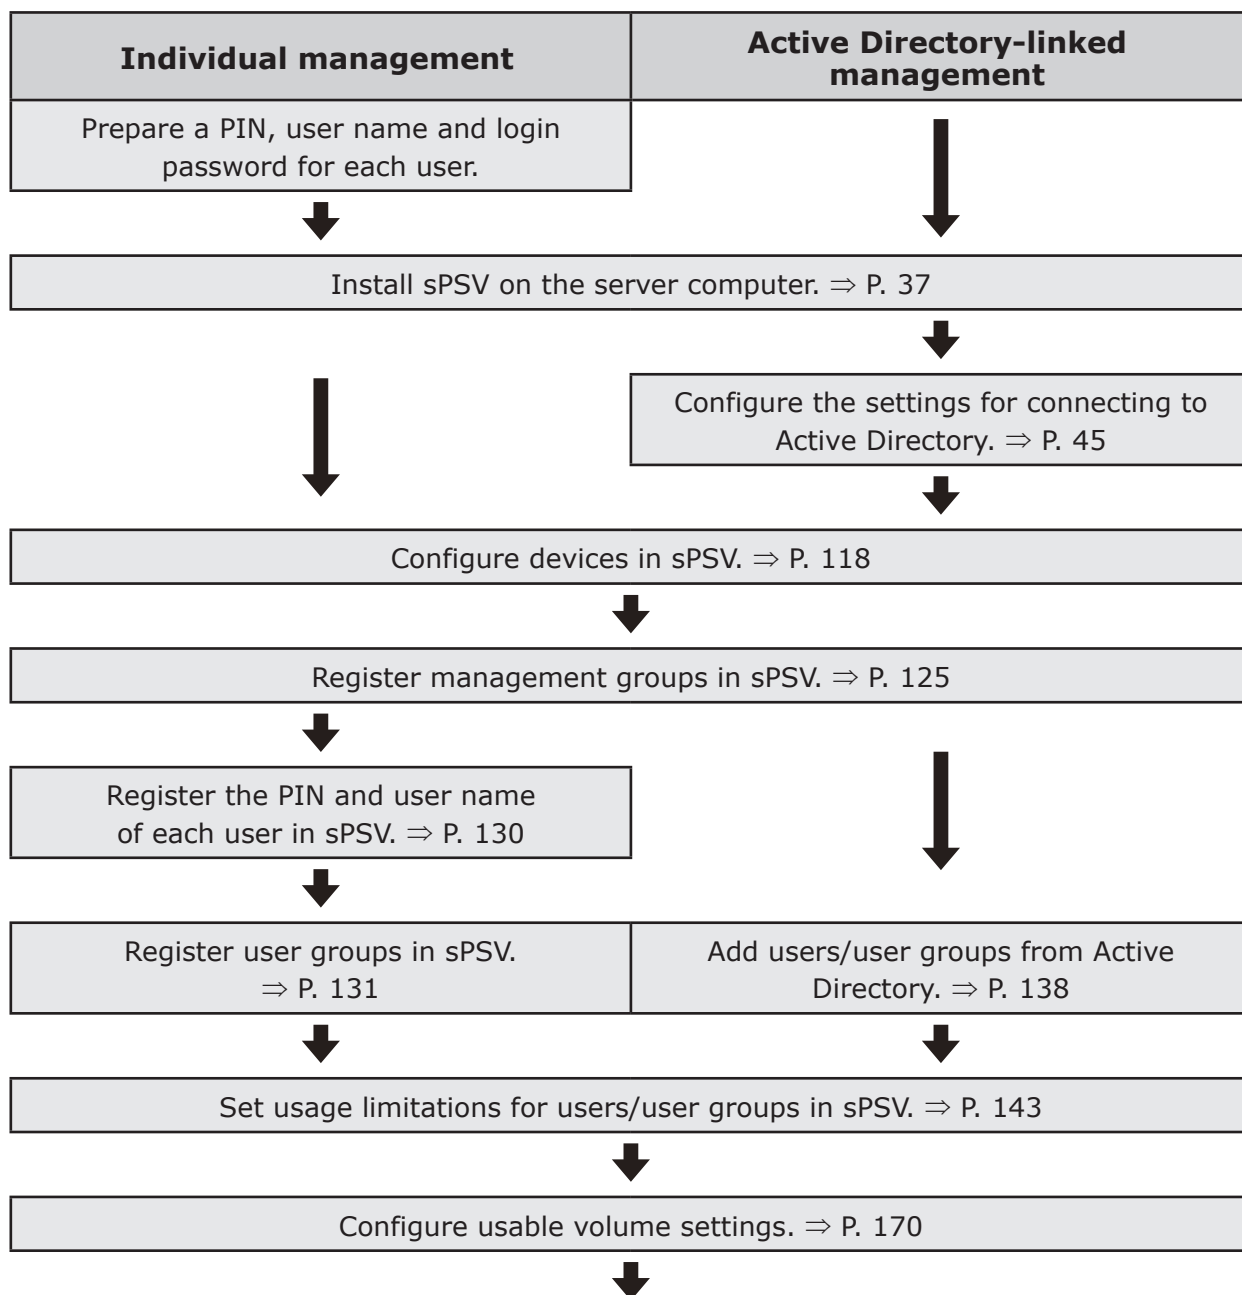 Individual management
Active Directory-linked
management
Prepare a PIN, user name and login
password for each user.
Install sPSV on the server computer. ⇒ P. 37
Configure the settings for connecting to
Active Directory. ⇒ P. 45
Configure devices in sPSV. ⇒ P. 118
Register management groups in sPSV. ⇒ P. 125
Register the PIN and user name
of each user in sPSV. ⇒ P. 130
Register user groups in sPSV.
⇒ P. 131
Add users/user groups from Active
Directory. ⇒ P. 138
Set usage limitations for users/user groups in sPSV. ⇒ P. 143
Configure usable volume settings. ⇒ P. 170